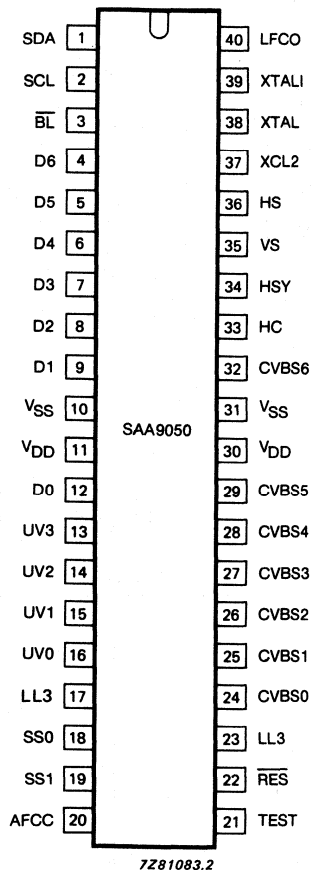 SDA 1 40 LFCO
SCL 2 39 XTALI
B̅L̅ 3 38 XTAL
D6 4 37 XCL2
D5 5 36 HS
D4 6 35 VS
D3 7 34 HSY
D2 8 33 HC
D1 9 32 CVBS6
VSS 10 31 VSS
SAA9050
VDD 11 30 VDD
D0 12 29 CVBS5
UV3 13 28 CVBS4
UV2 14 27 CVBS3
UV1 15 26 CVBS2
UV0 16 25 CVBS1
LL3 17 24 CVBS0
SS0 18 23 LL3
SS1 19 22 R̅E̅S̅
AFCC 20 21 TEST
7Z81083.2